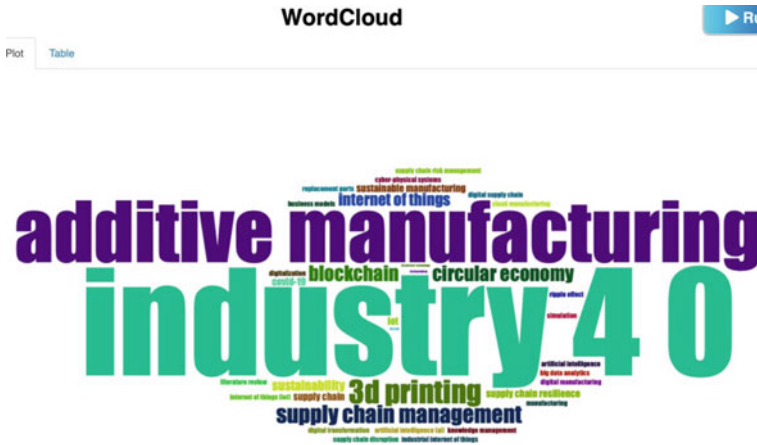 WordCloud
Ru
Plot
Table
supply chain risk management
cyber-physical systems
replacement parts
sustainable manufacturing
digital supply chain
business models
internet of things
cloud manufacturing
additive manufacturing
digitalization
blockchain
circular economy
covid-19
industry 4 0
ripple effect
iot
simulation
artificial intelligence
big data analytics
literature review
sustainability
3d printing
digital manufacturing
internet of things (iot)
supply chain
supply chain resilience
manufacturing
supply chain management
digital transformation
artificial intelligence (ai)
knowledge management
supply chain disruption
industrial internet of things